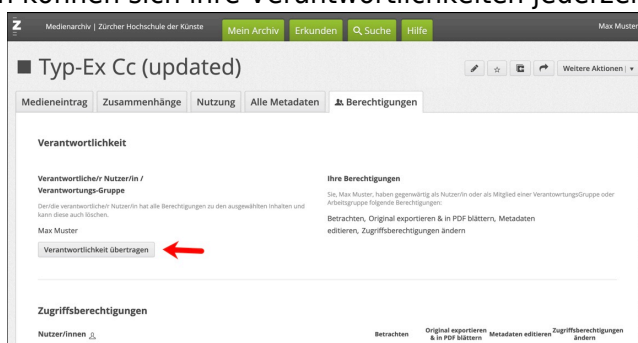 können sich ihre Verantwortlichkeiten
Z Medienarchiv | Zürcher Hochschule der Künste Mein Archiv Erkunden Suche Hilfe Max Muster
Typ-Ex Cc (updated)
Weitere Aktionen
Medieneintrag Zusammenhänge Nutzung Alle Metadaten Berechtigungen
Verantwortlichkeit
Verantwortliche/r Nutzer/in /
Verantwortungs-Gruppe
Der/die verantwortliche/r Nutzer/in hat alle Berechtigungen zu den ausgewählten Inhalten und
kann diese auch löschen.
Max Muster
Verantwortlichkeit übertragen
Ihre Berechtigungen
Sie, Max Muster, haben gegenwärtig als Nutzer/in oder als Mitglied einer VerantowrtungsGruppe oder
Arbeitsgruppe folgende Berechtigungen:
Betrachten, Original exportieren & in PDF blättern, Metadaten
editieren, Zugriffsberechtigungen ändern
Zugriffsberechtigungen
Nutzer/innen Betrachten Original exportieren & in PDF blättern Metadaten editieren Zugriffsberechtigungen ändern